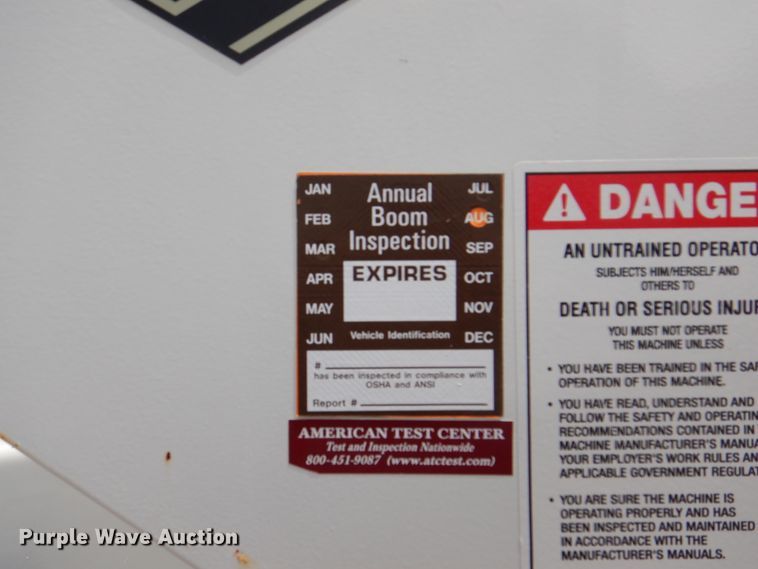 JAN
FEB
MAR
APR
MAY
JUN
Annual
Boom
Inspection
EXPIRES
JUL
AUG
SEP
OCT
NOV
DEC
Vehicle Identification
#
has been inspected in compliance with
OSHA and ANSI
Report #
AMERICAN TEST CENTER
Test and Inspection Nationwide
800-451-9087 (www.atctest.com)
DANGE
AN UNTRAINED OPERATO
SUBJECTS HIM/HERSELF AND
OTHERS TO
DEATH OR SERIOUS INJUR
YOU MUST NOT OPERATE
THIS MACHINE UNLESS
• YOU HAVE BEEN TRAINED IN THE SAF
OPERATION OF THIS MACHINE.
• YOU HAVE READ, UNDERSTAND AND
FOLLOW THE SAFETY AND OPERATIN
RECOMMENDATIONS CONTAINED IN
MACHINE MANUFACTURER'S MANUA
YOUR EMPLOYER'S WORK RULES AN
APPLICABLE GOVERNMENT REGULAT
• YOU ARE SURE THE MACHINE IS
OPERATING PROPERLY AND HAS
BEEN INSPECTED AND MAINTAINED
IN ACCORDANCE WITH THE
MANUFACTURER'S MANUALS.
Purple Wave Auction